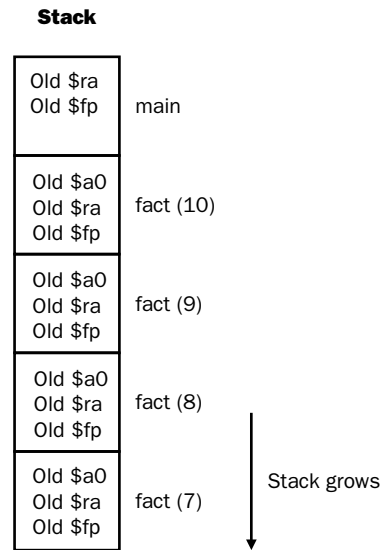 Stack
Old $ra
Old $fp
main
Old $a0
Old $ra
Old $fp
fact (10)
Old $a0
Old $ra
Old $fp
fact (9)
Old $a0
Old $ra
Old $fp
fact (8)
Old $a0
Old $ra
Old $fp
fact (7)
Stack grows